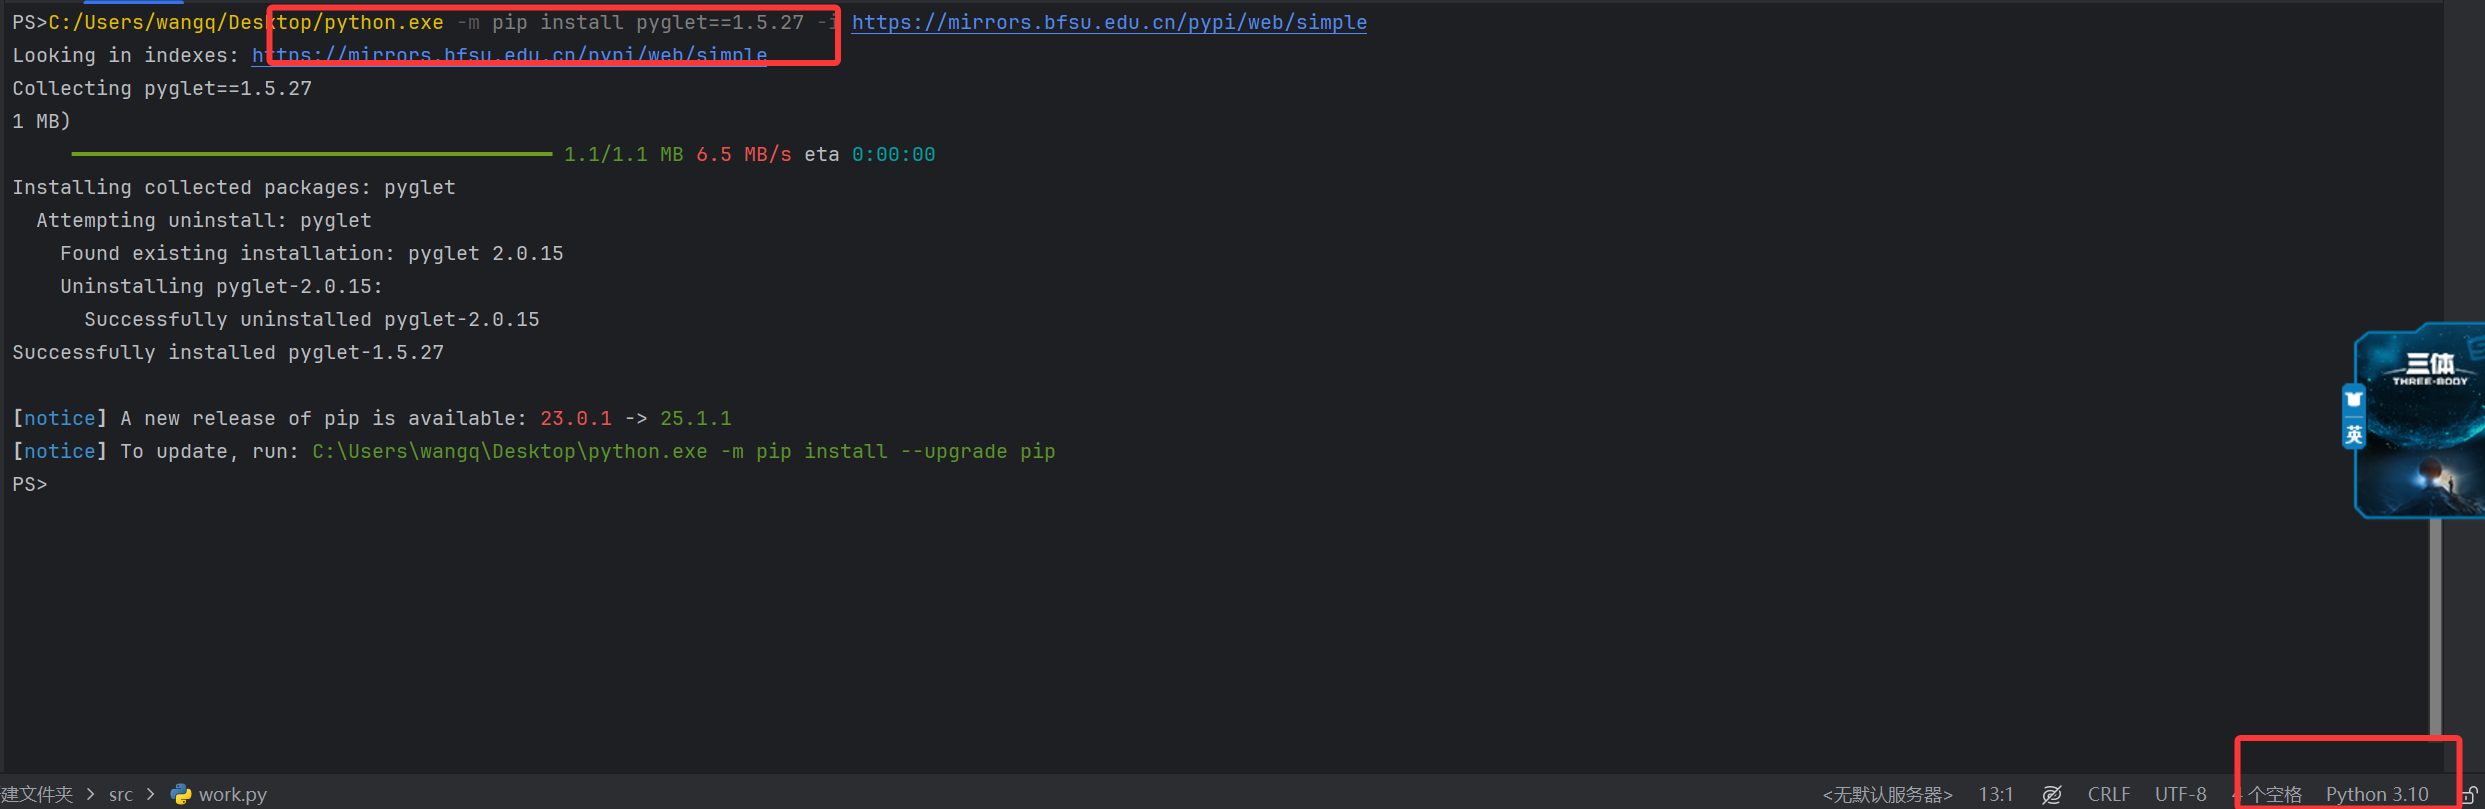 PS>C:/Users/wangq/Desktop/python.exe -m pip install pyglet==1.5.27 -i https://mirrors.bfsu.edu.cn/pypi/web/simple
Looking in indexes: https://mirrors.bfsu.edu.cn/pypi/web/simple
Collecting pyglet==1.5.27
1 MB)
1.1/1.1 MB 6.5 MB/s eta 0:00:00
Installing collected packages: pyglet
Attempting uninstall: pyglet
Found existing installation: pyglet 2.0.15
Uninstalling pyglet-2.0.15:
Successfully uninstalled pyglet-2.0.15
Successfully installed pyglet-1.5.27
[notice] A new release of pip is available: 23.0.1 -> 25.1.1
[notice] To update, run: C:\Users\wangq\Desktop\python.exe -m pip install --upgrade pip
PS>
三体
THREE-BODY
英
建文件夹 > src > work.py
<无默认服务器> 13:1 CRLF UTF-8 4 个空格 Python 3.10